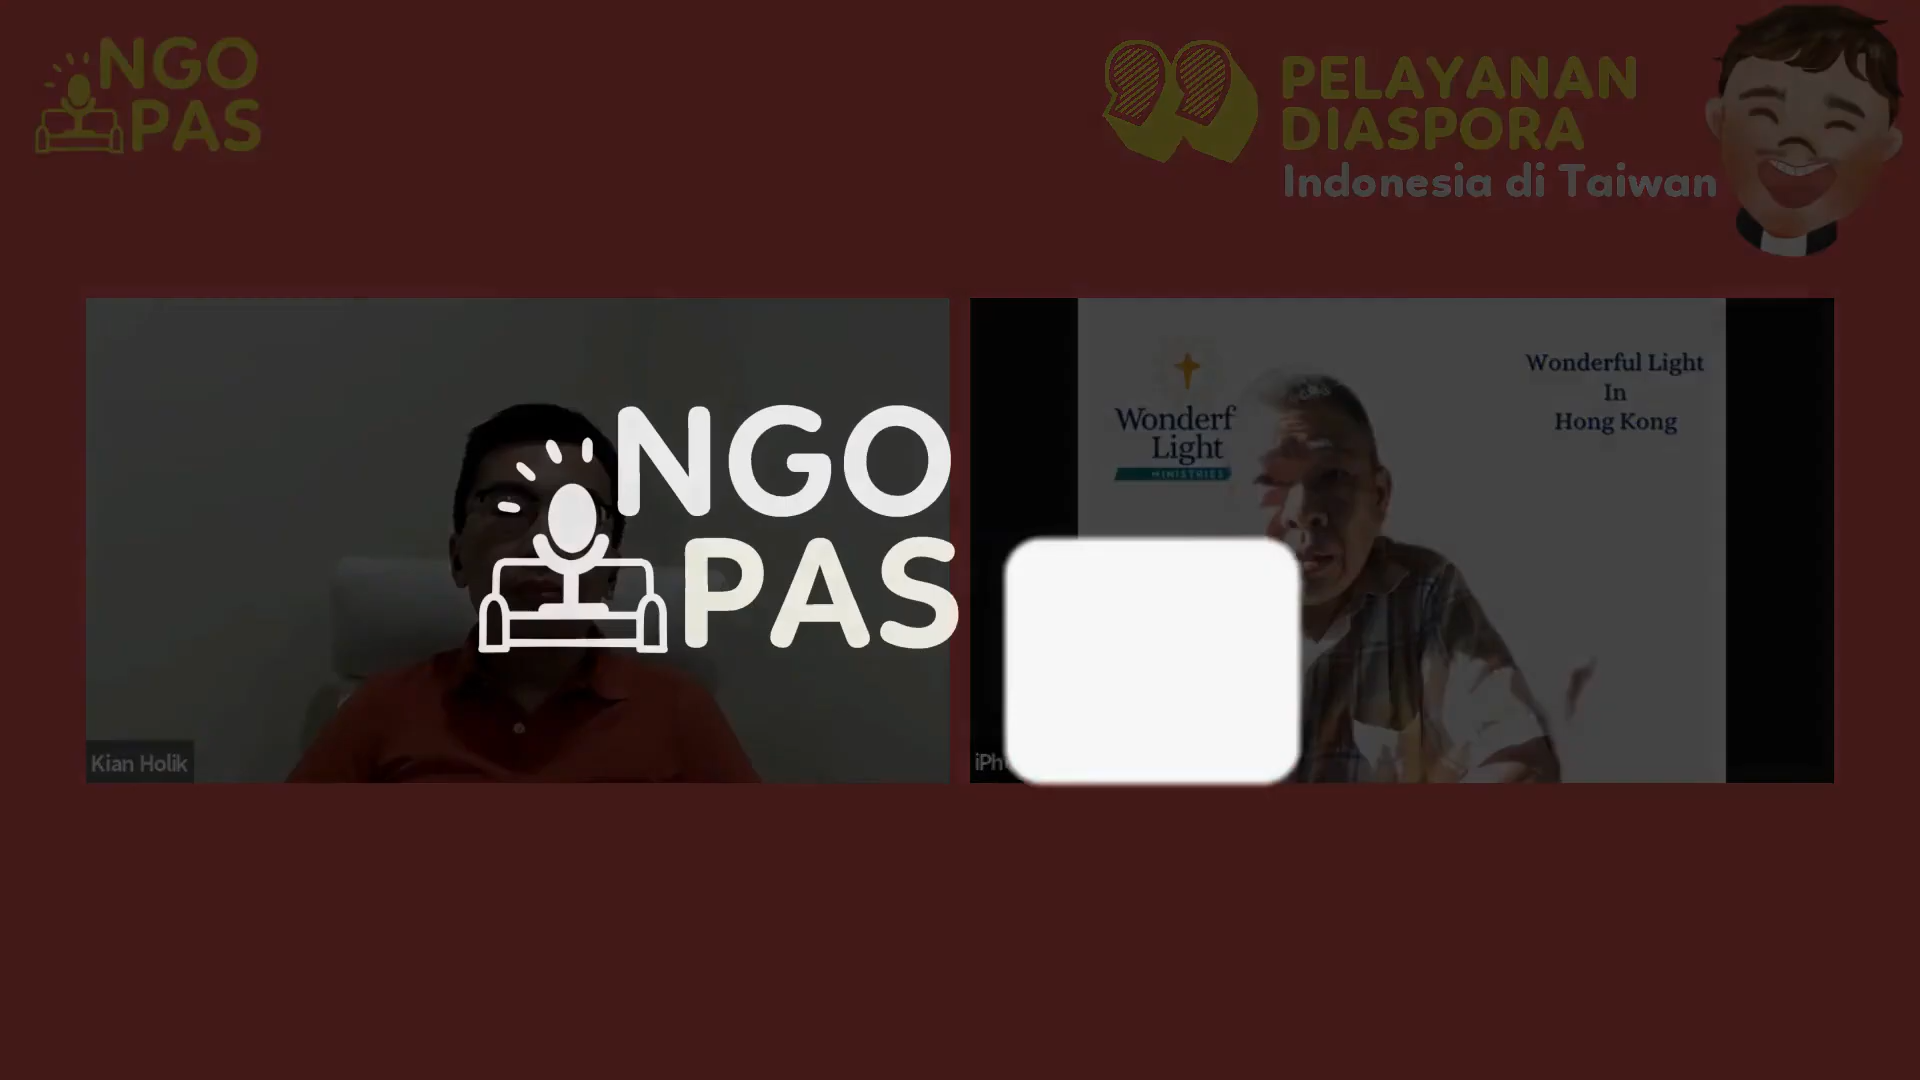 NGO
PAS
PELAYANAN
DIASPORA
Indonesia di Taiwan
Wonderf
Light
MINISTRIES
Wonderful Light
In
Hong Kong
NGO
PAS
Kian Holik
iPh